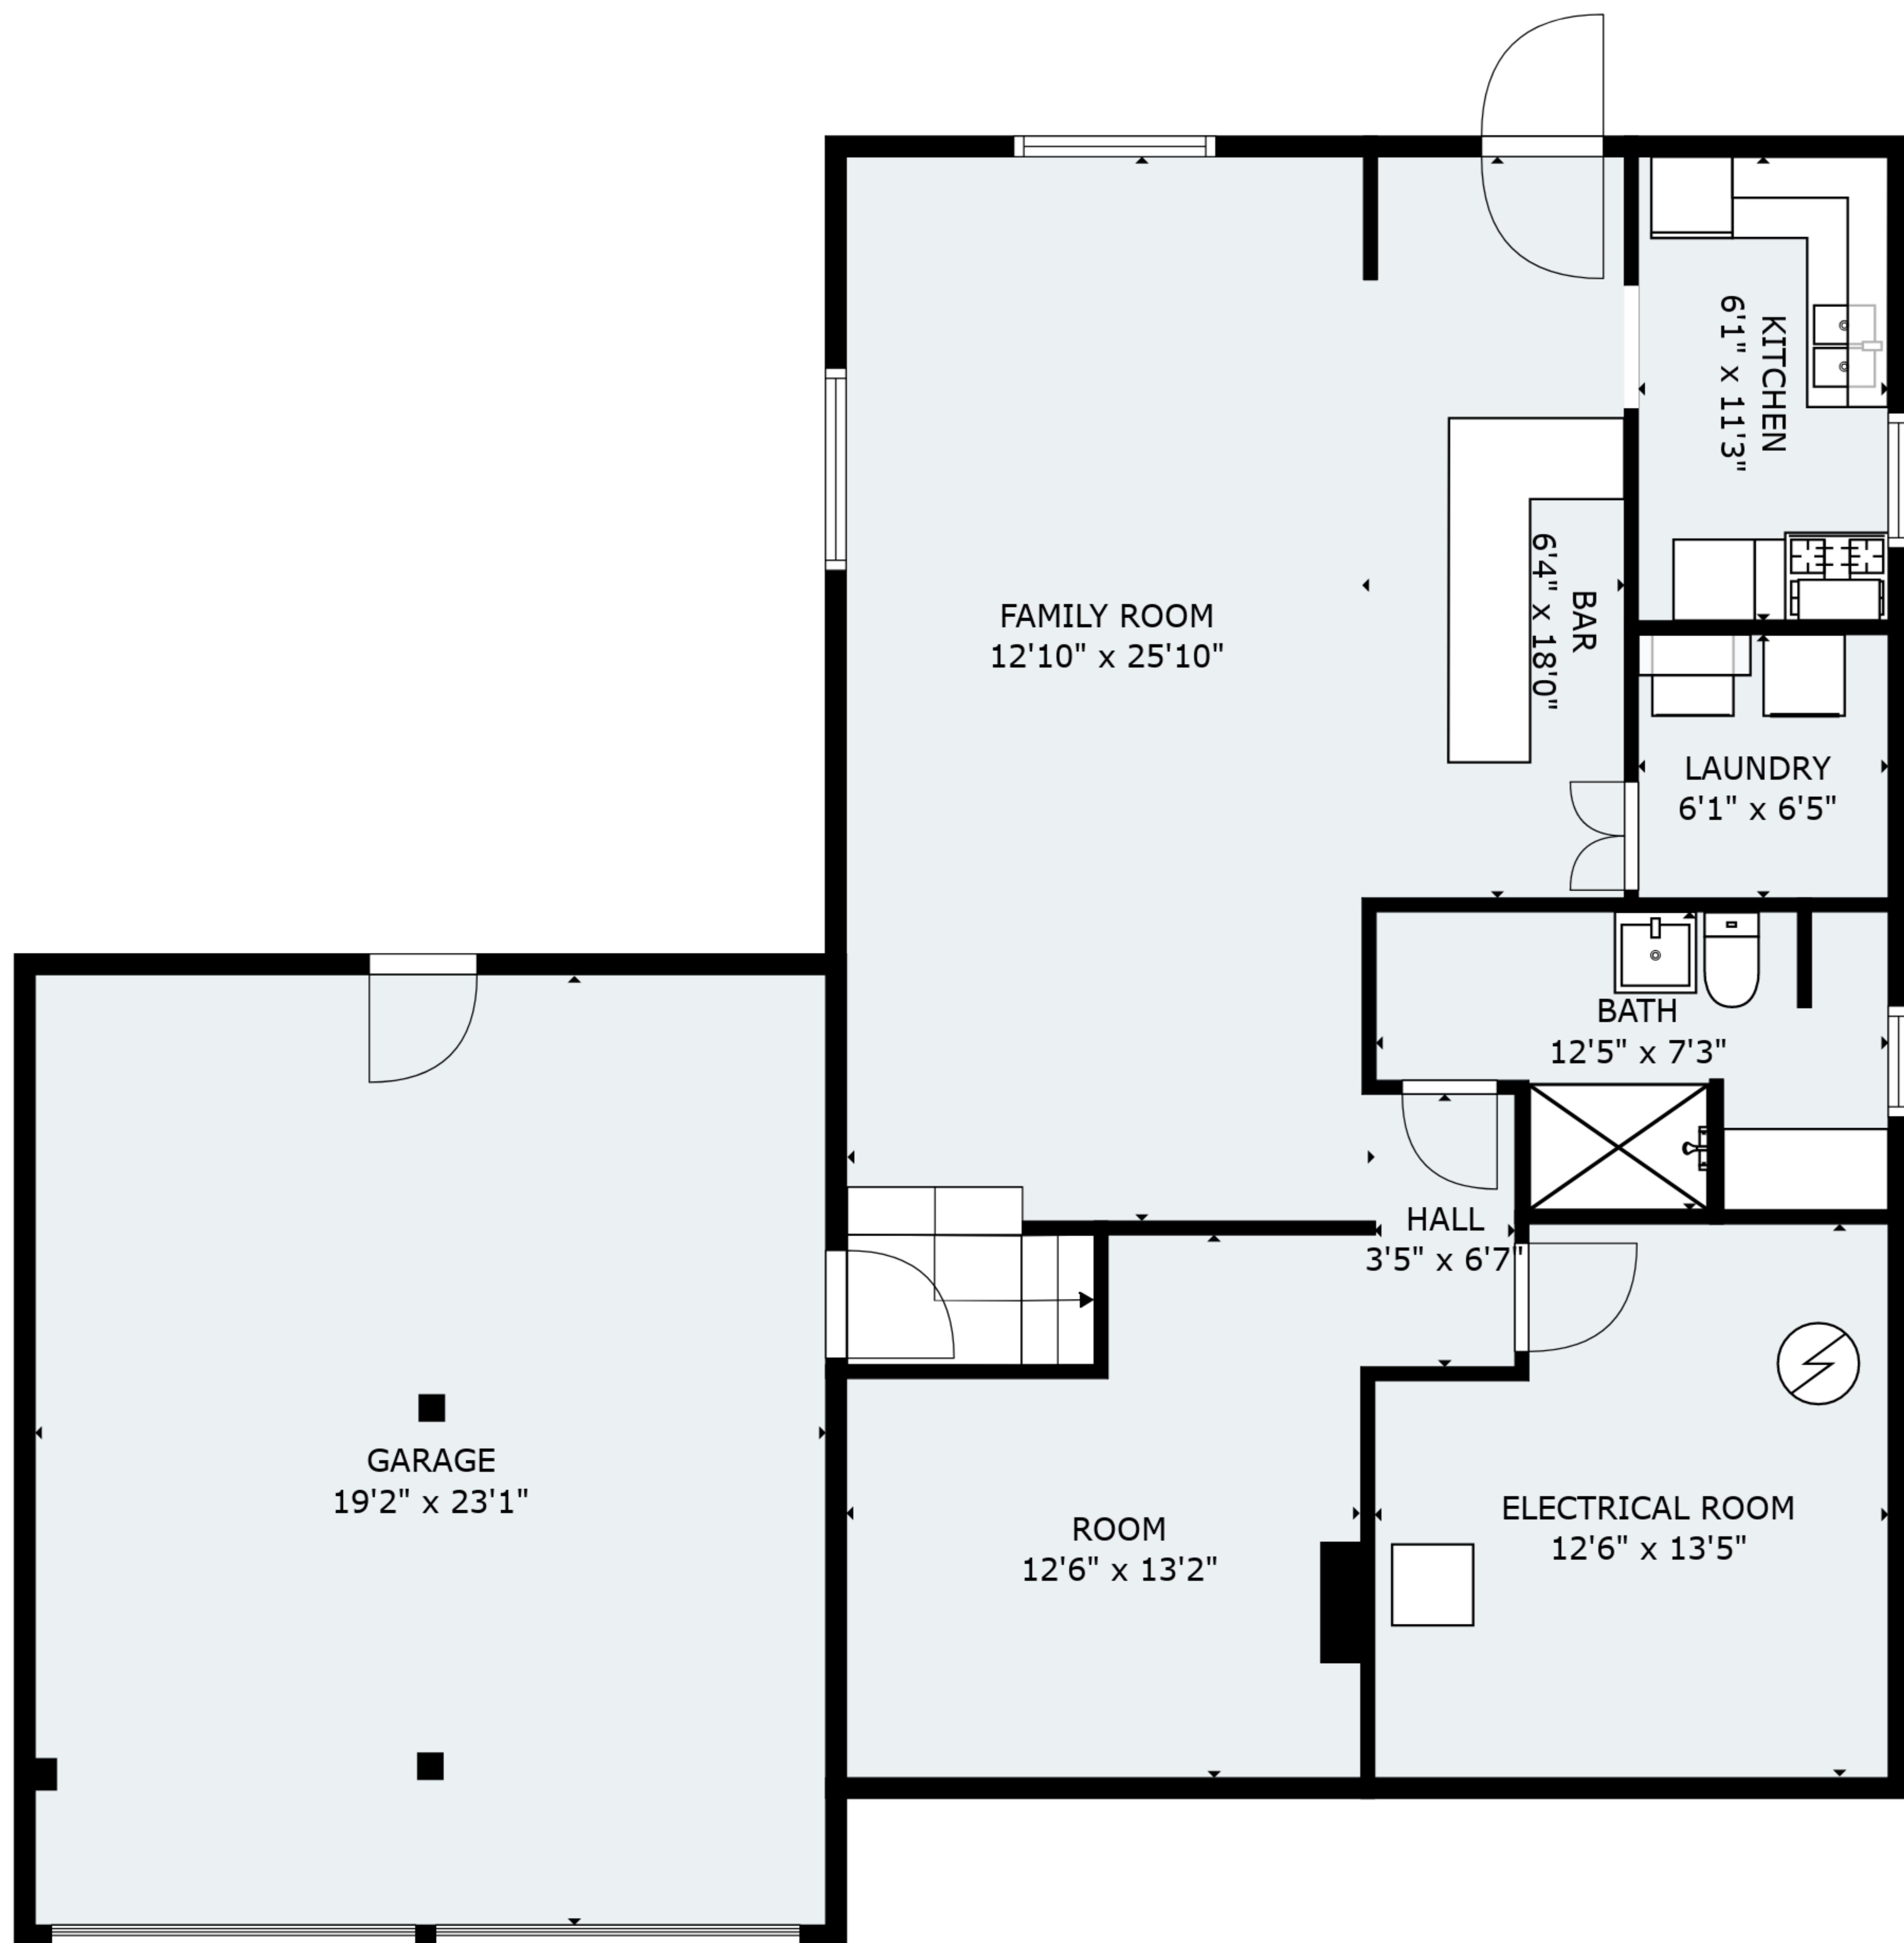 KITCHEN
6'1" x 11'3"
FAMILY ROOM
12'10" x 25'10"
BAR
6'4" x 18'0"
LAUNDRY
6'1" x 6'5"
BATH
12'5" x 7'3"
HALL
3'5" x 6'7"
GARAGE
19'2" x 23'1"
ROOM
12'6" x 13'2"
ELECTRICAL ROOM
12'6" x 13'5"